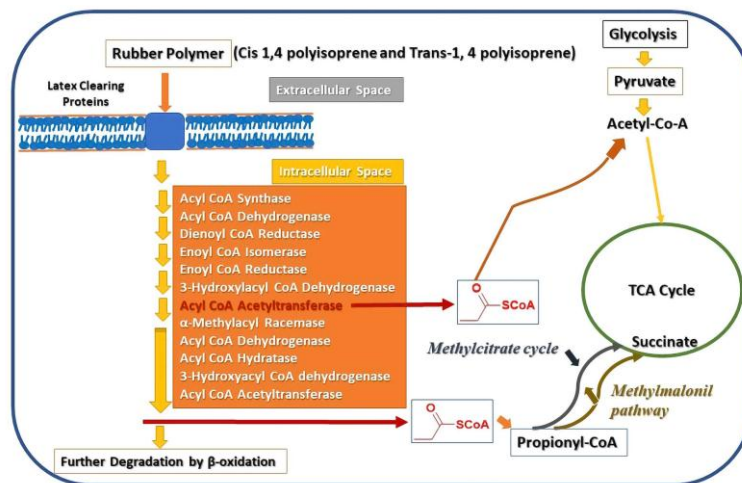 Rubber Polymer (Cis 1,4 polyisoprene and Trans-1, 4 polyisoprene)
Latex Clearing
Proteins
Extracellular Space
Intracellular Space
Acyl CoA Synthase
Acyl CoA Dehydrogenase
Dienoyl CoA Reductase
Enoyl CoA Isomerase
Enoyl CoA Reductase
3-Hydroxylacyl CoA Dehydrogenase
Acyl CoA Acetyltransferase
α-Methylacyl Racemase
Acyl CoA Dehydrogenase
Acyl CoA Hydratase
3-Hydroxyacyl CoA dehydrogenase
Acyl CoA Acetyltransferase
Further Degradation by β-oxidation
Glycolysis
Pyruvate
Acetyl-Co-A
TCA Cycle
Succinate
O
SCoA
Methylcitrate cycle
Methylmalonil
pathway
O
SCoA
Propionyl-CoA